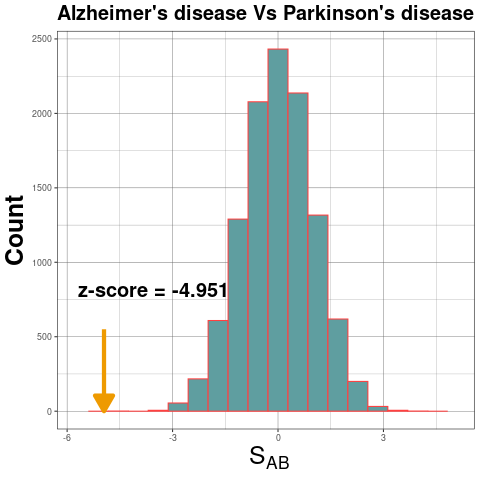 Alzheimer's disease Vs Parkinson's disease
2500
2000
1500
1000
500
0
Count
z-score = -4.951
-6 -3 0 3
SAB